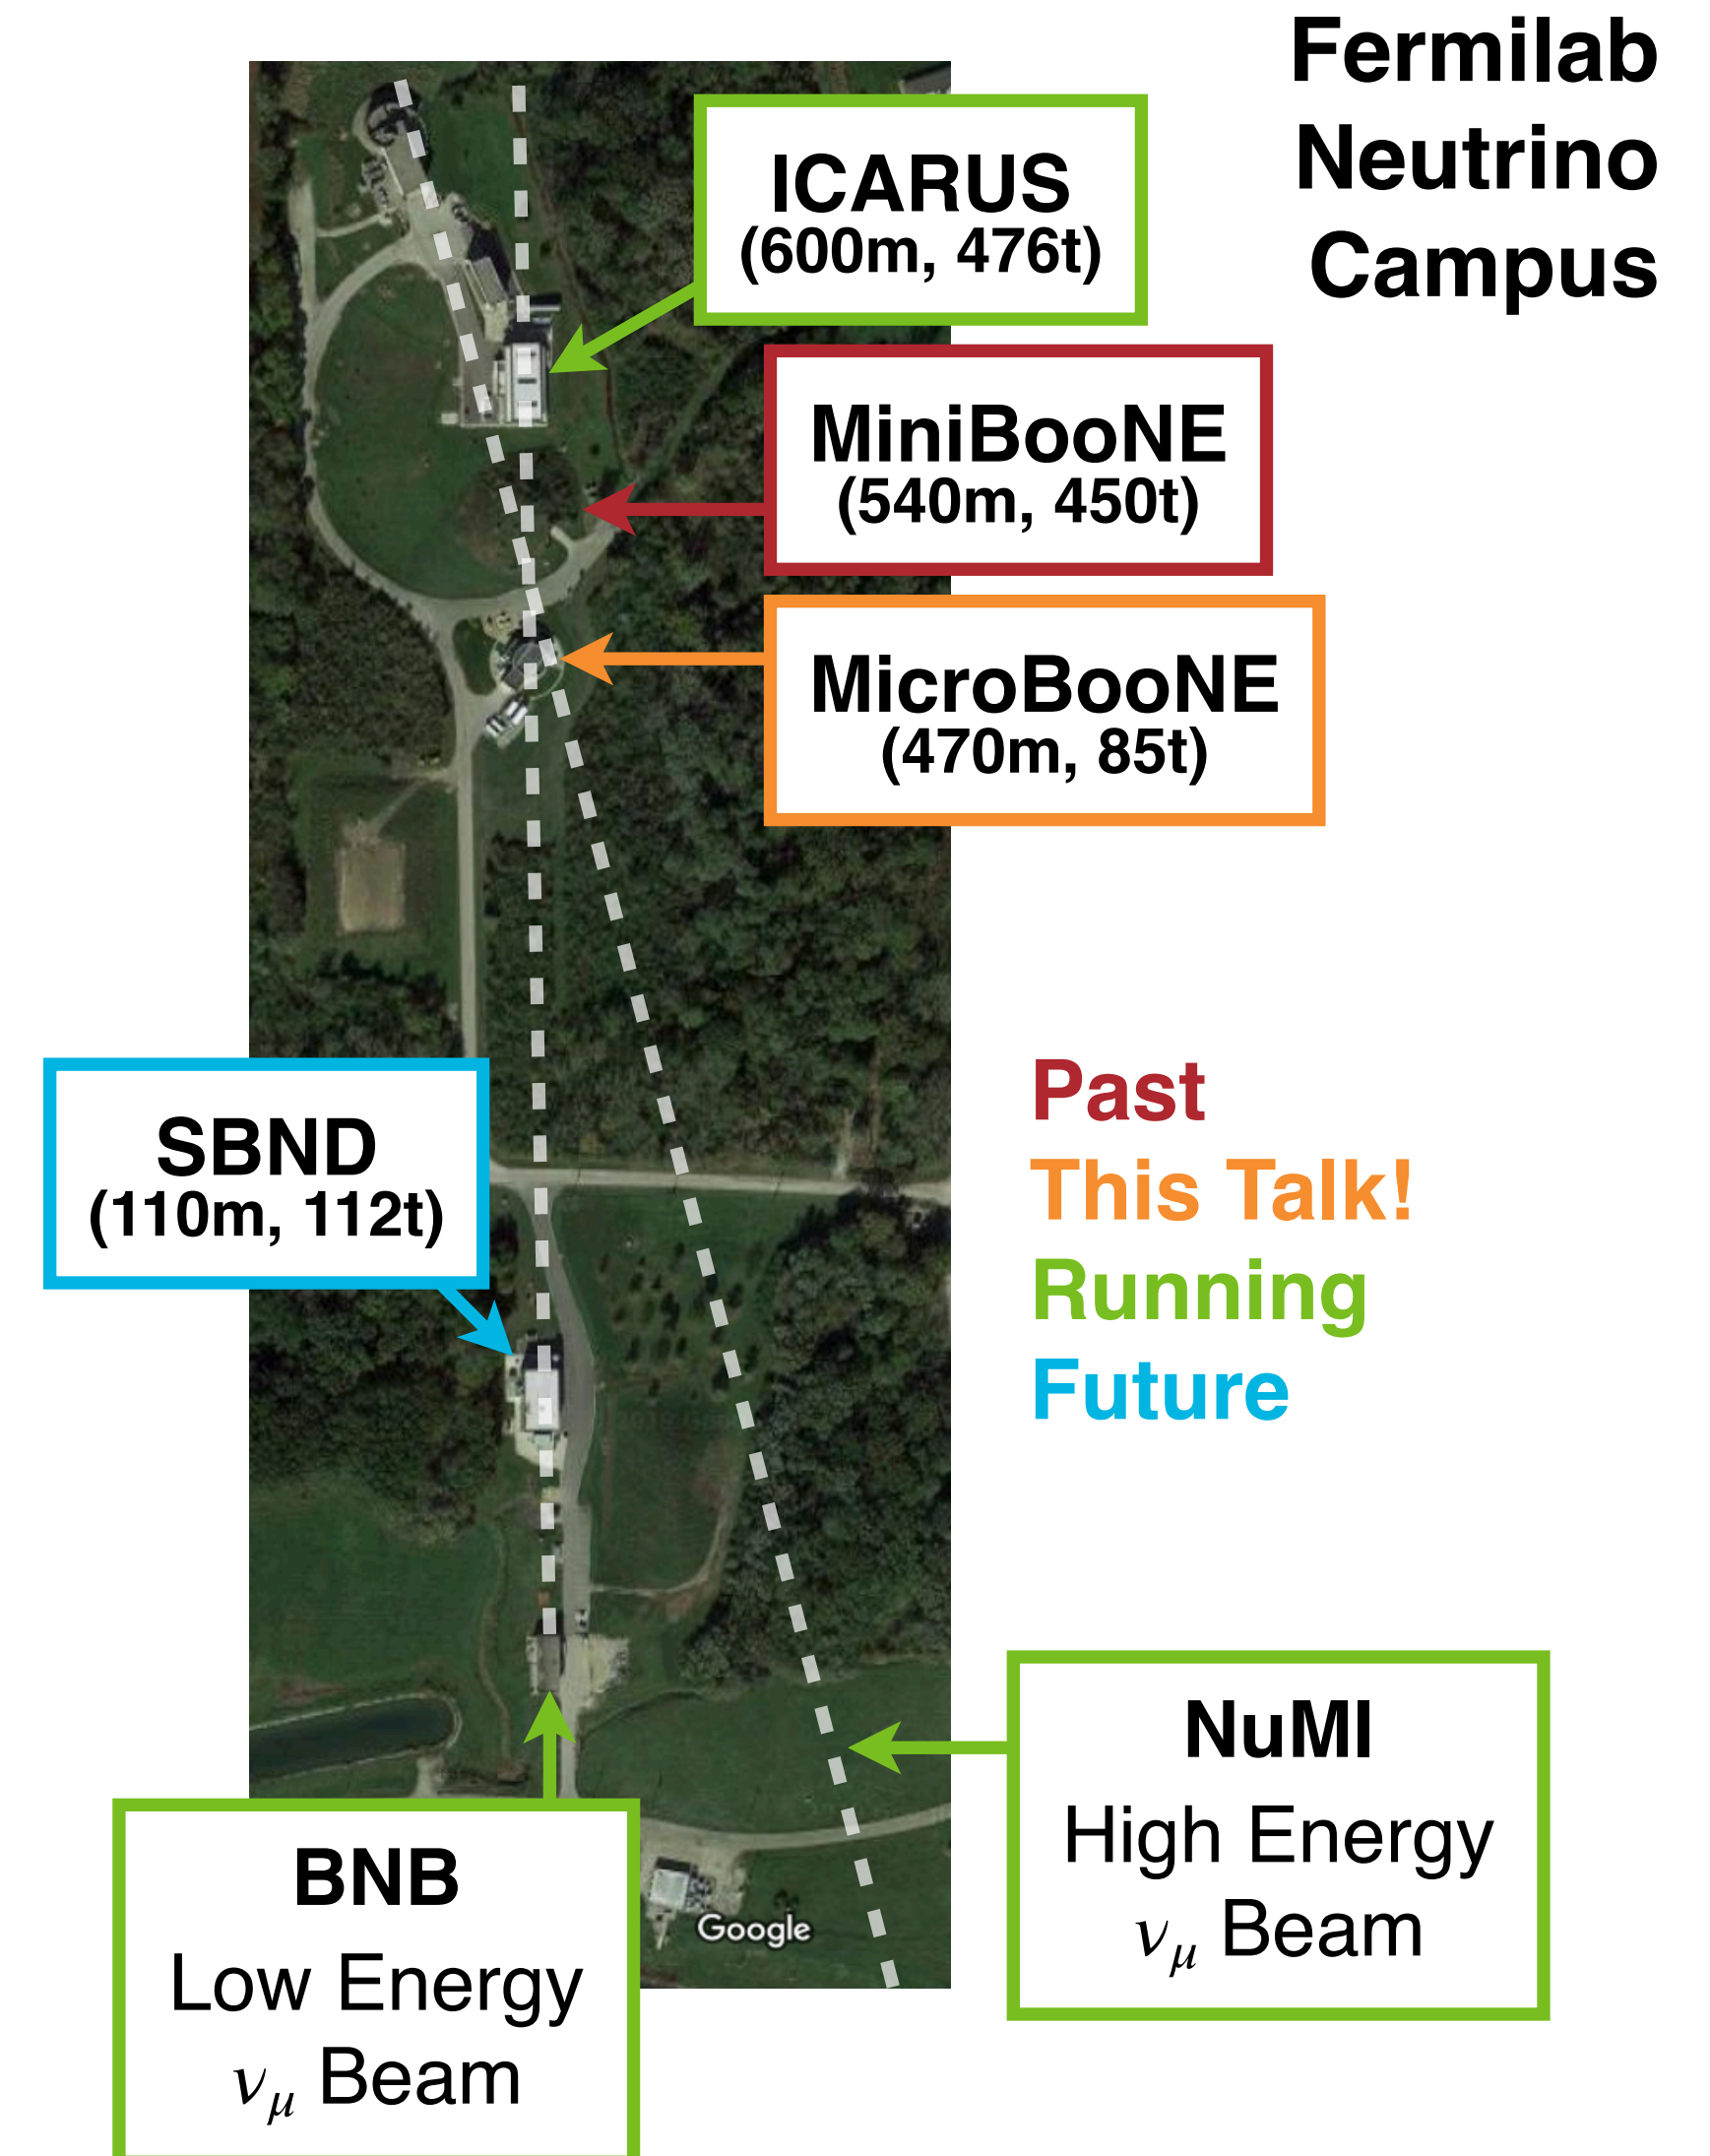 Fermilab
Neutrino
Campus
ICARUS
(600m, 476t)
MiniBooNE
(540m, 450t)
MicroBooNE
(470m, 85t)
SBND
(110m, 112t)
Past
This Talk!
Running
Future
NuMI
High Energy
νμ Beam
BNB
Low Energy
νμ Beam
Google